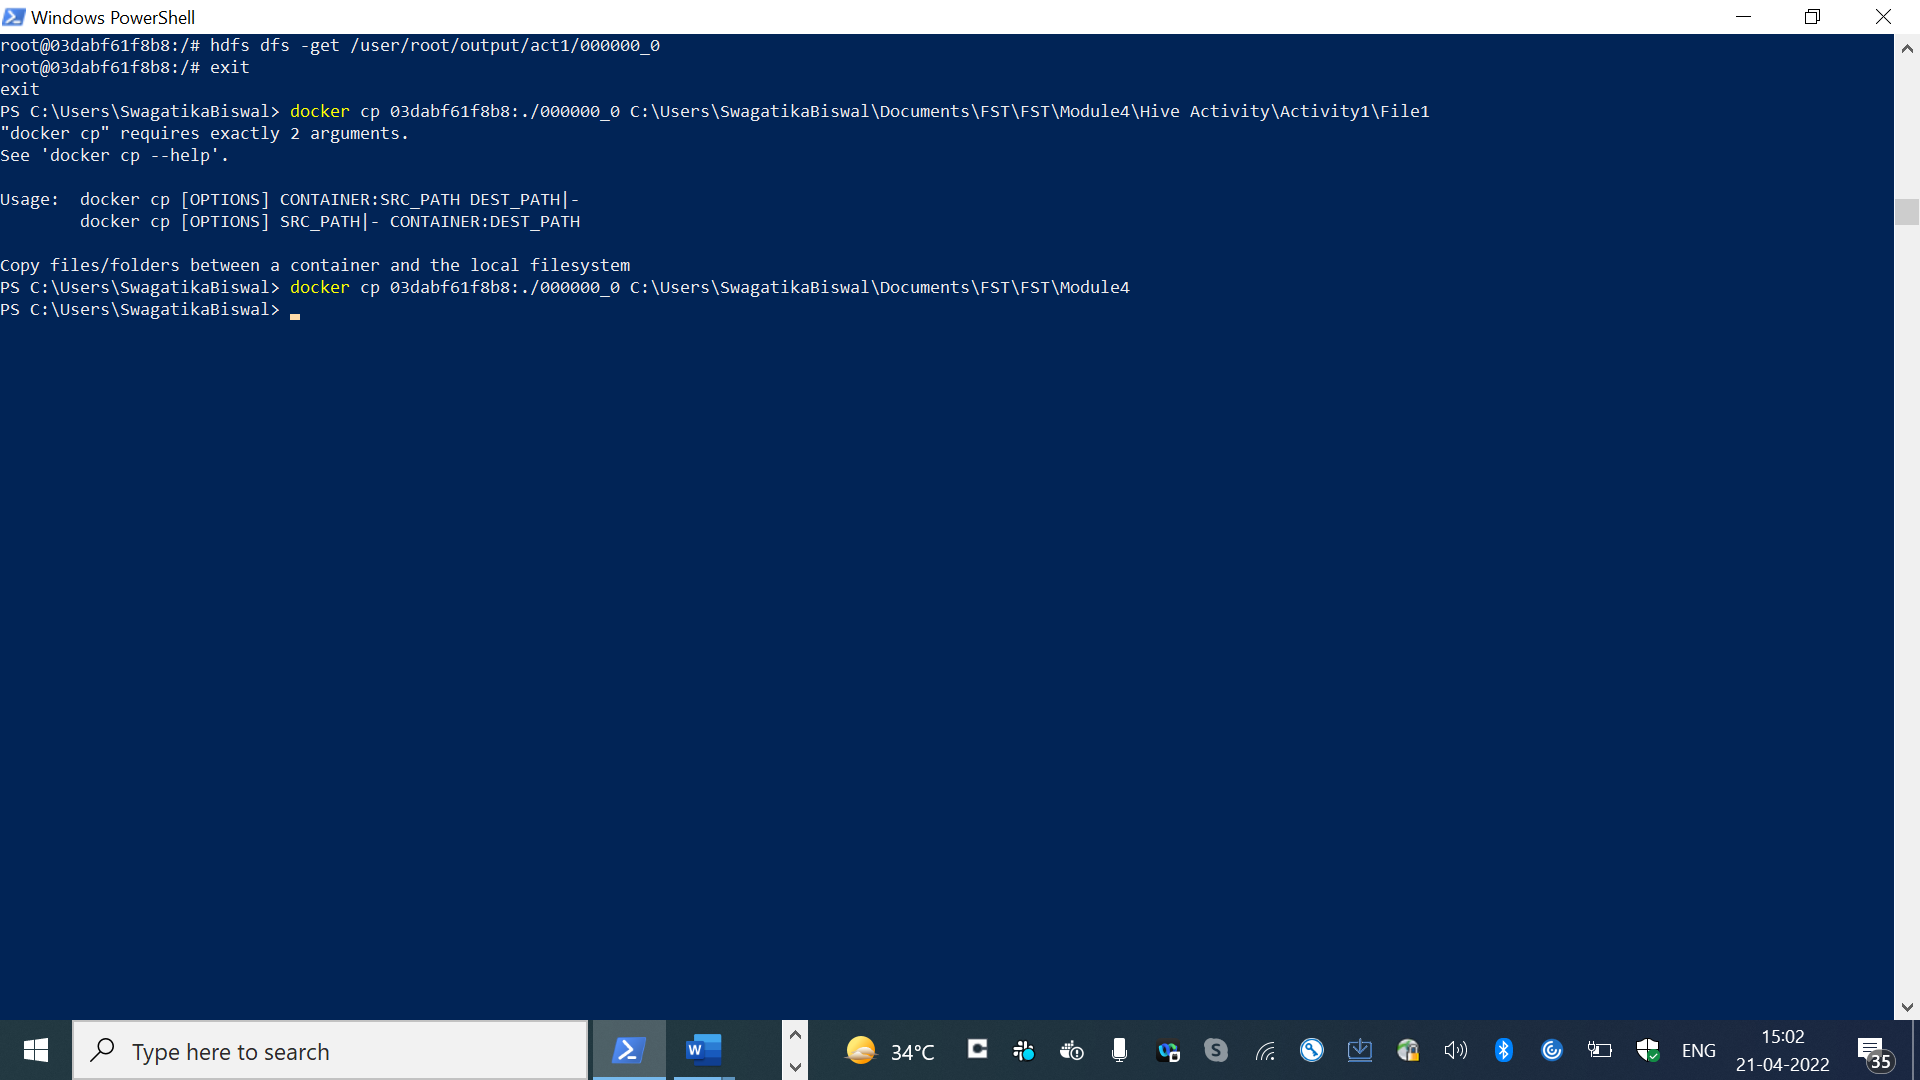 Windows PowerShell
root@03dabf61f8b8:/# hdfs dfs -get /user/root/output/act1/000000_0
root@03dabf61f8b8:/# exit
exit
PS C:\Users\SwagatikaBiswal> docker cp 03dabf61f8b8:./000000_0 C:\Users\SwagatikaBiswal\Documents\FST\FST\Module4\Hive Activity\Activity1\File1
"docker cp" requires exactly 2 arguments.
See 'docker cp --help'.
Usage:  docker cp [OPTIONS] CONTAINER:SRC_PATH DEST_PATH|-
        docker cp [OPTIONS] SRC_PATH|- CONTAINER:DEST_PATH
Copy files/folders between a container and the local filesystem
PS C:\Users\SwagatikaBiswal> docker cp 03dabf61f8b8:./000000_0 C:\Users\SwagatikaBiswal\Documents\FST\FST\Module4
PS C:\Users\SwagatikaBiswal>
Type here to search
34°C
ENG
15:02
21-04-2022
35